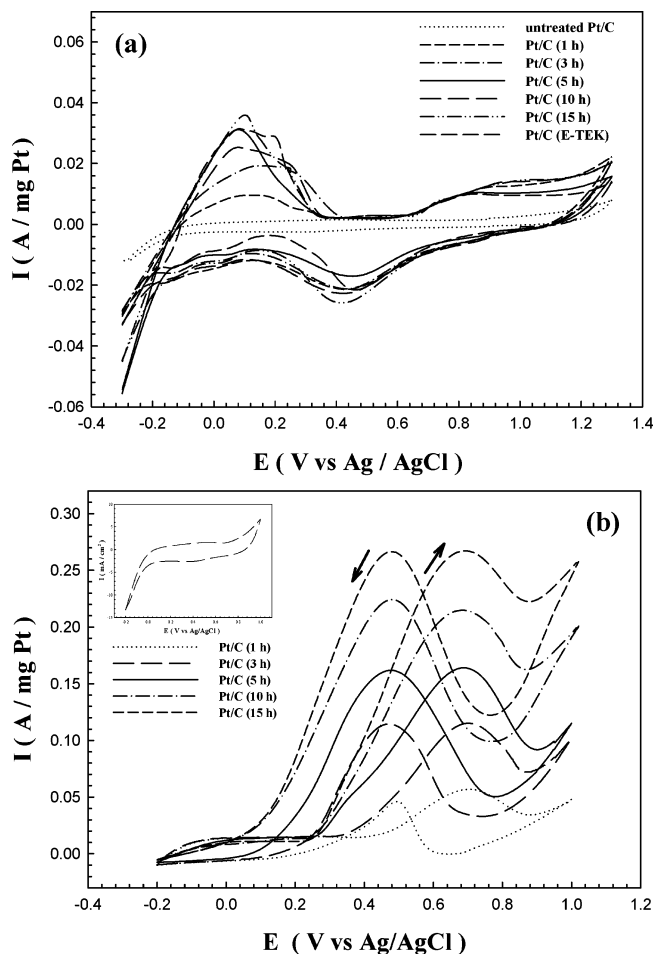 (a)
untreated Pt/C
Pt/C (1 h)
Pt/C (3 h)
Pt/C (5 h)
Pt/C (10 h)
Pt/C (15 h)
Pt/C (E-TEK)
0.06
0.04
0.02
0.00
-0.02
-0.04
-0.06
I ( A / mg Pt )
-0.4 -0.2 0.0 0.2 0.4 0.6 0.8 1.0 1.2 1.4
E ( V vs Ag / AgCl )
(b)
0.30
0.25
0.20
0.15
0.10
0.05
0.00
I ( A / mg Pt )
I ( mA / cm²)
E ( V vs Ag/AgCl )
Pt/C (1 h)
Pt/C (3 h)
Pt/C (5 h)
Pt/C (10 h)
Pt/C (15 h)
-0.4 -0.2 0.0 0.2 0.4 0.6 0.8 1.0 1.2
E ( V vs Ag/AgCl )